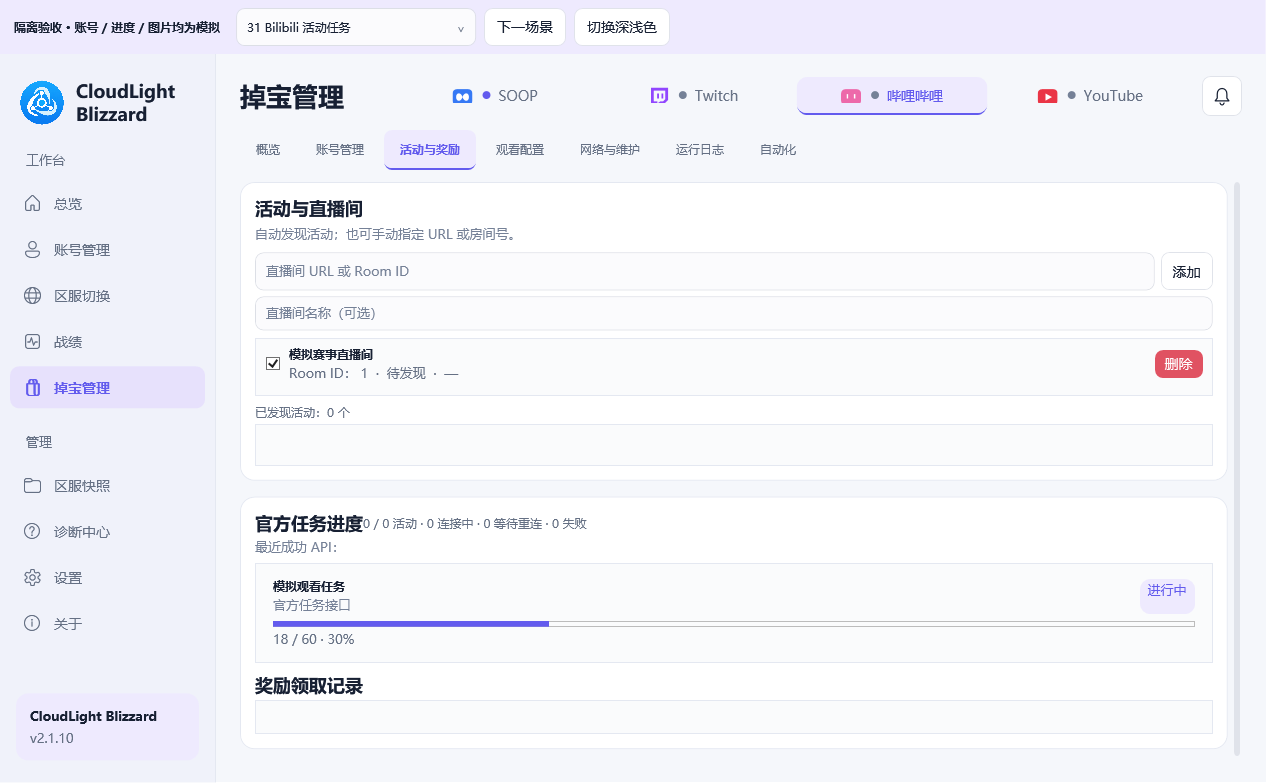 隔离验收 · 账号 / 进度 / 图片均为模拟
31 Bilibili 活动任务
下一场景
切换深浅色
CloudLight
Blizzard
工作台
总览
账号管理
区服切换
战绩
掉宝管理
管理
区服快照
诊断中心
设置
关于
CloudLight Blizzard
v2.1.10
掉宝管理
SOOP
Twitch
哔哩哔哩
YouTube
概览
账号管理
活动与奖励
观看配置
网络与维护
运行日志
自动化
活动与直播间
自动发现活动；也可手动指定 URL 或房间号。
直播间 URL 或 Room ID
添加
直播间名称（可选）
模拟赛事直播间
Room ID： 1 · 待发现 · —
删除
已发现活动：0 个
官方任务进度0 / 0 活动 · 0 连接中 · 0 等待重连 · 0 失败
最近成功 API：
模拟观看任务
官方任务接口
进行中
18 / 60 · 30%
奖励领取记录